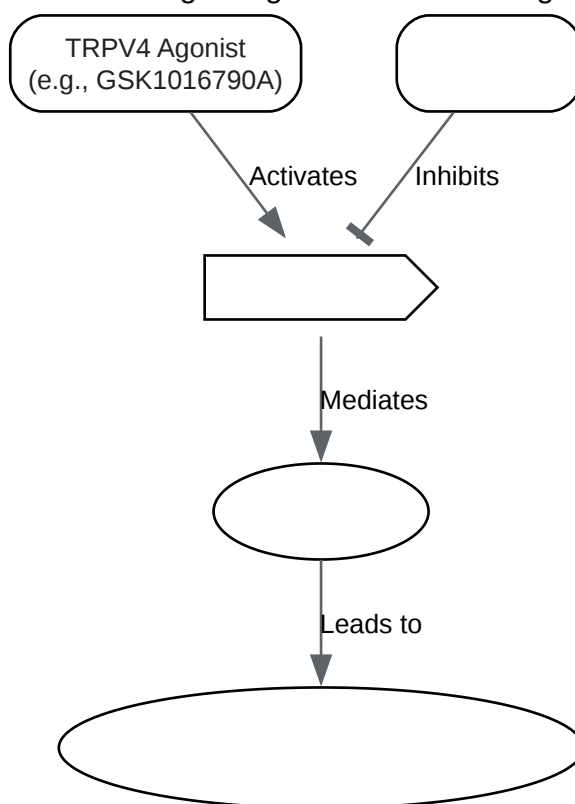 TRPV4 Agonist
(e.g., GSK1016790A)
Activates
Inhibits
Mediates
Leads to